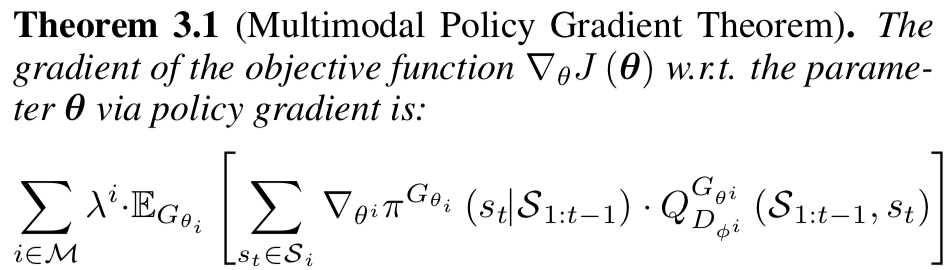 Theorem 3.1 (Multimodal Policy Gradient Theorem). The
gradient of the objective function ∇_θ J (θ) w.r.t. the parame-
ter θ via policy gradient is:
∑_{i∈ℳ} λ^i·𝔼_{G_{θ_i}} [ ∑_{s_t∈𝒮_i} ∇_{θ^i} π^{G_{θ_i}} (s_t|𝒮_{1:t−1}) · Q^{G_{θ^i}}_{D_{ϕ^i}} (𝒮_{1:t−1}, s_t) ]